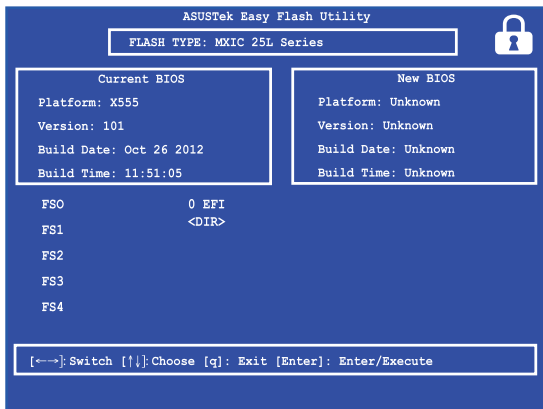 ASUSTek Easy Flash Utility
FLASH TYPE: MXIC 25L Series
Current BIOS
Platform: X555
Version: 101
Build Date: Oct 26 2012
Build Time: 11:51:05
New BIOS
Platform: Unknown
Version: Unknown
Build Date: Unknown
Build Time: Unknown
FSO
FS1
FS2
FS3
FS4
0 EFI
<DIR>
[←→]: Switch [↑↓]: Choose [q]: Exit [Enter]: Enter/Execute